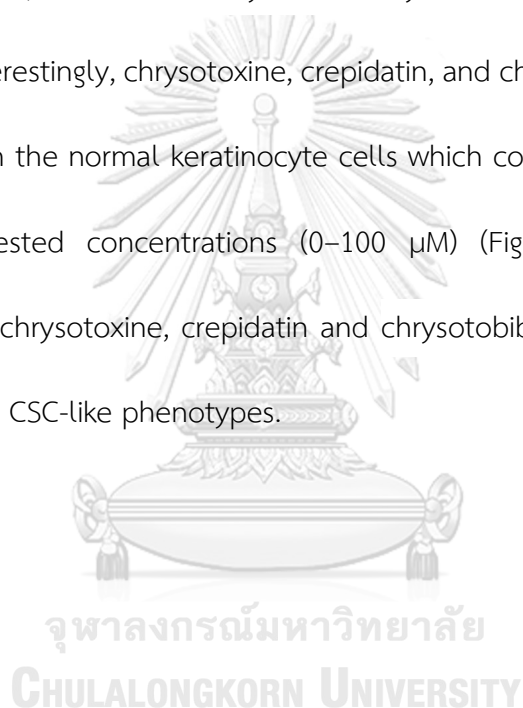 erestingly, chrysotoxine, crepidatin, and ch
the normal keratinocyte cells which co
ested concentrations (0–100 µM) (Fig
chrysotoxine, crepidatin and chrysotobib
CSC-like phenotypes.
จุฬาลงกรณ์มหาวิทยาลัย
CHULALONGKORN UNIVERSITY